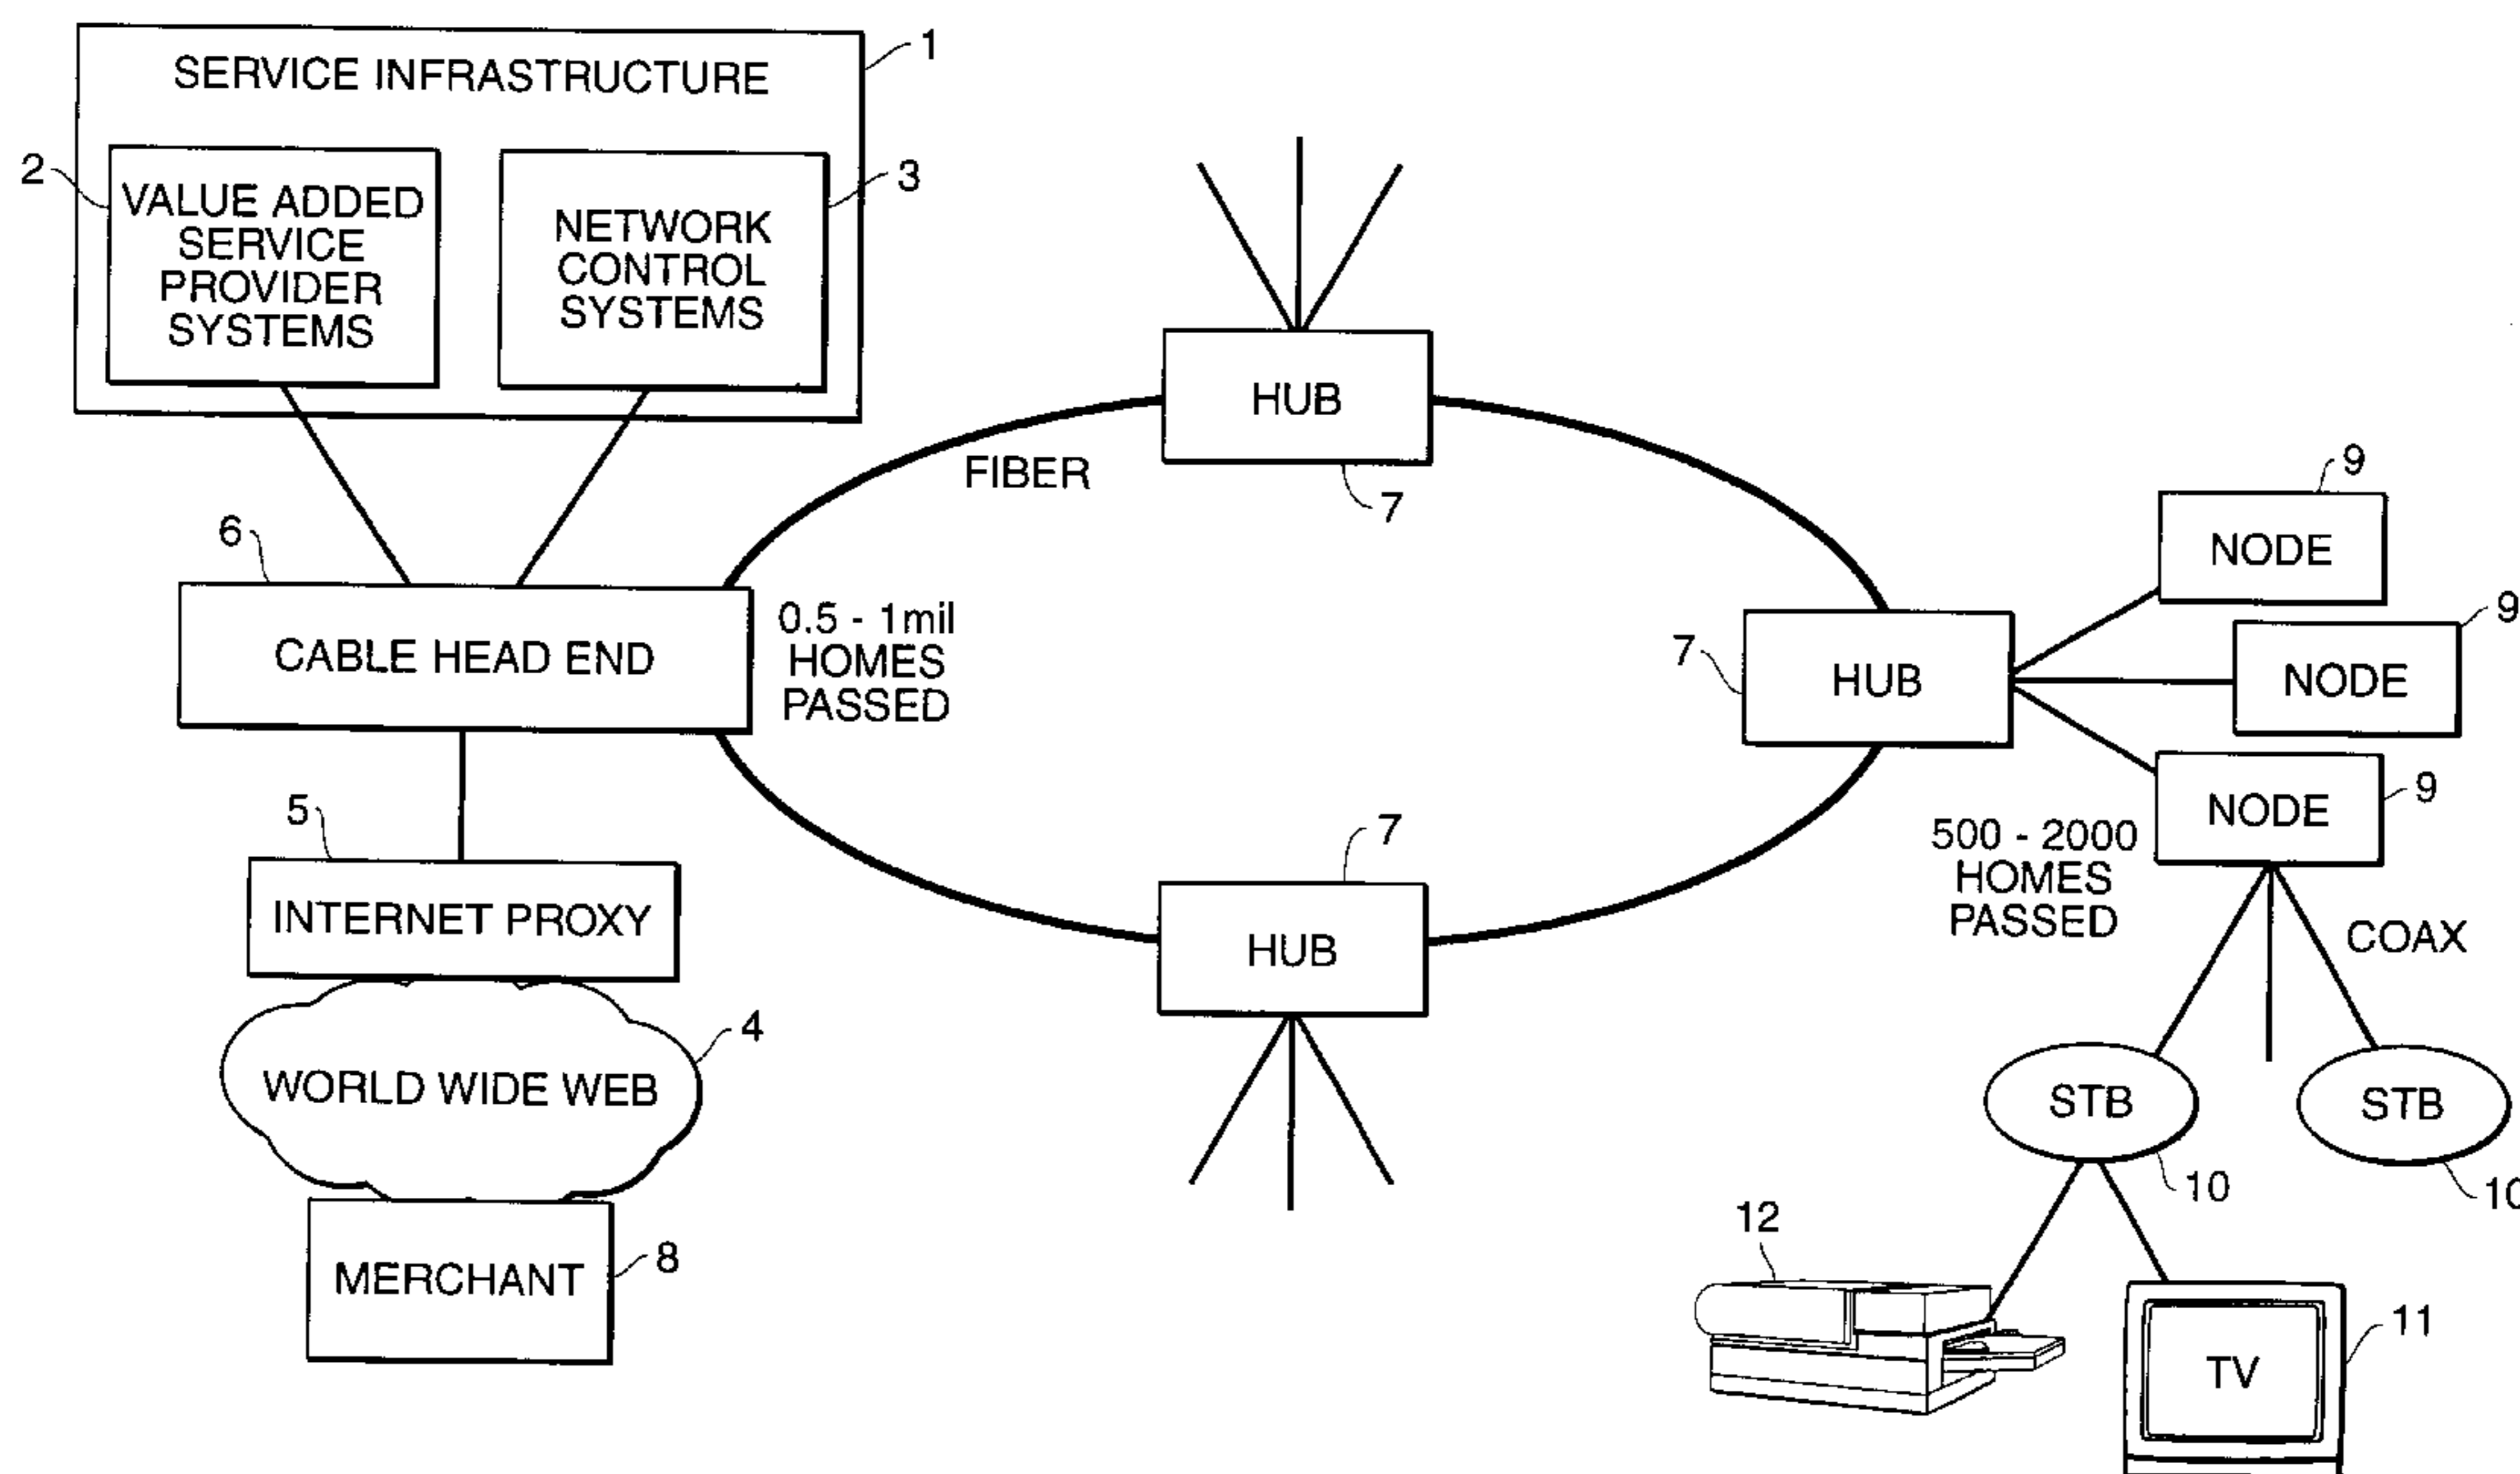 SERVICE INFRASTRUCTURE
1
2
VALUE ADDED
SERVICE
PROVIDER
SYSTEMS
NETWORK
CONTROL
SYSTEMS
3
HUB
7
FIBER
6
CABLE HEAD END
0.5 - 1mil
HOMES
PASSED
7
HUB
9
NODE
9
NODE
NODE
9
500 - 2000
HOMES
PASSED
COAX
5
INTERNET PROXY
7
HUB
4
WORLD WIDE WEB
MERCHANT
8
STB
10
STB
10
12
TV
11